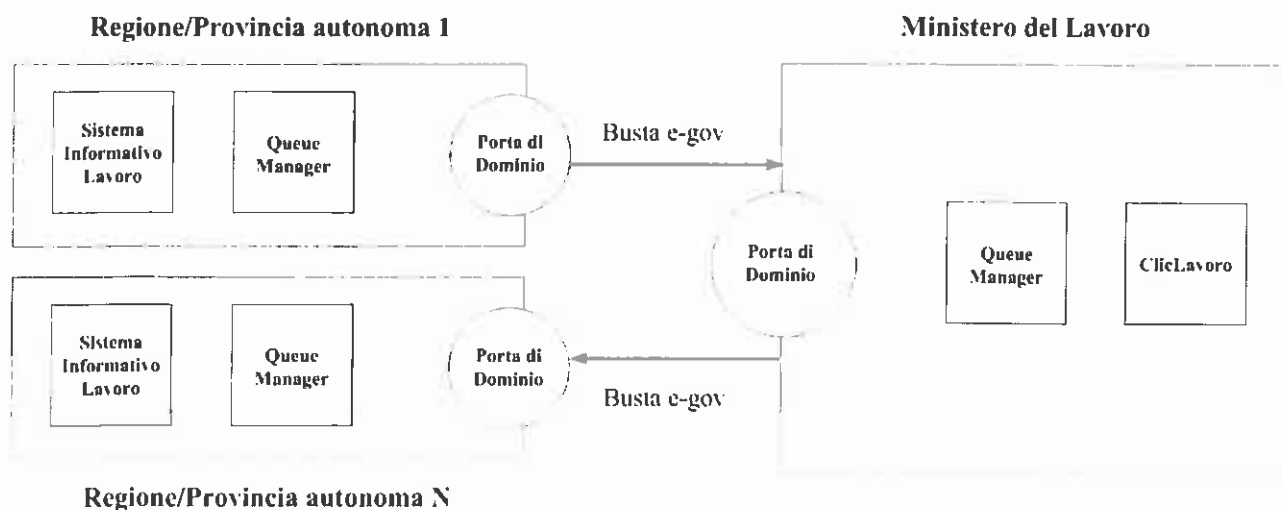 Regione/Provincia autonoma 1
Ministero del Lavoro
Sistema
Informativo
Lavoro
Queue
Manager
Porta di
Dominio
Busta e-gov
Porta di
Dominio
Queue
Manager
ClicLavoro
Sistema
Informativo
Lavoro
Queue
Manager
Porta di
Dominio
Busta e-gov
Regione/Provincia autonoma N